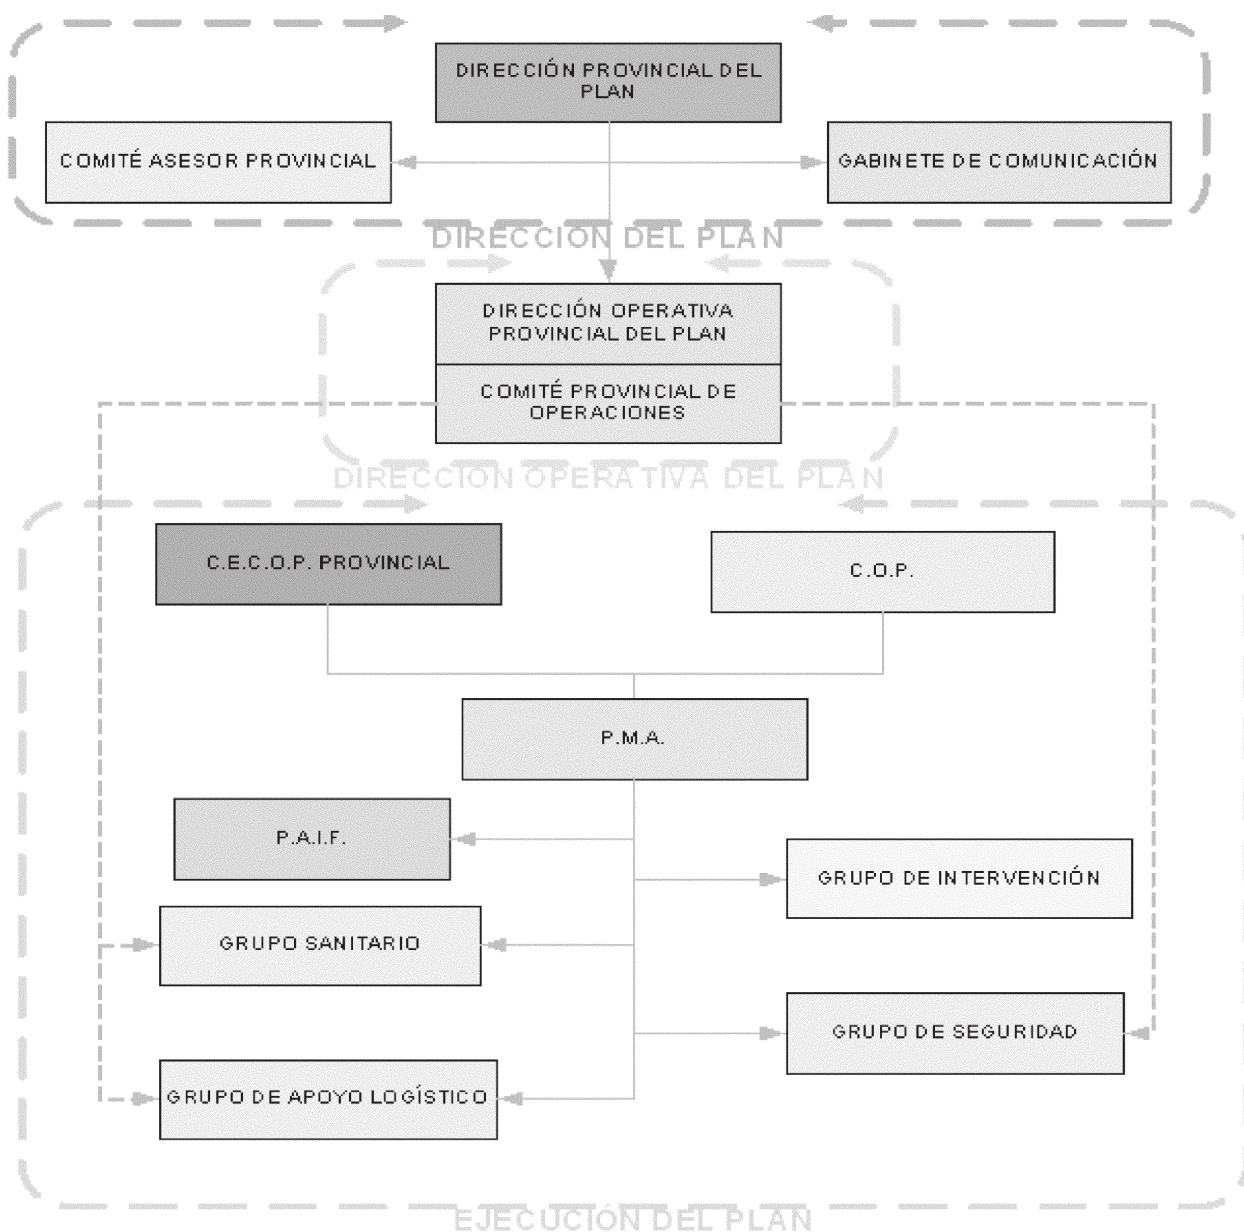 DIRECCIÓN PROVINCIAL DEL
PLAN
COMITÉ ASESOR PROVINCIAL
GABINETE DE COMUNICACIÓN
DIRECCIÓN DEL PLAN
DIRECCIÓN OPERATIVA
PROVINCIAL DEL PLAN
COMITÉ PROVINCIAL DE
OPERACIONES
DIRECCION OPERATIVA DEL PLAN
C.E.C.O.P. PROVINCIAL
C.O.P.
P.M.A.
P.A.I.F.
GRUPO DE INTERVENCIÓN
GRUPO SANITARIO
GRUPO DE SEGURIDAD
GRUPO DE APOYO LOGÍSTICO
EJECUCIÓN DEL PLAN